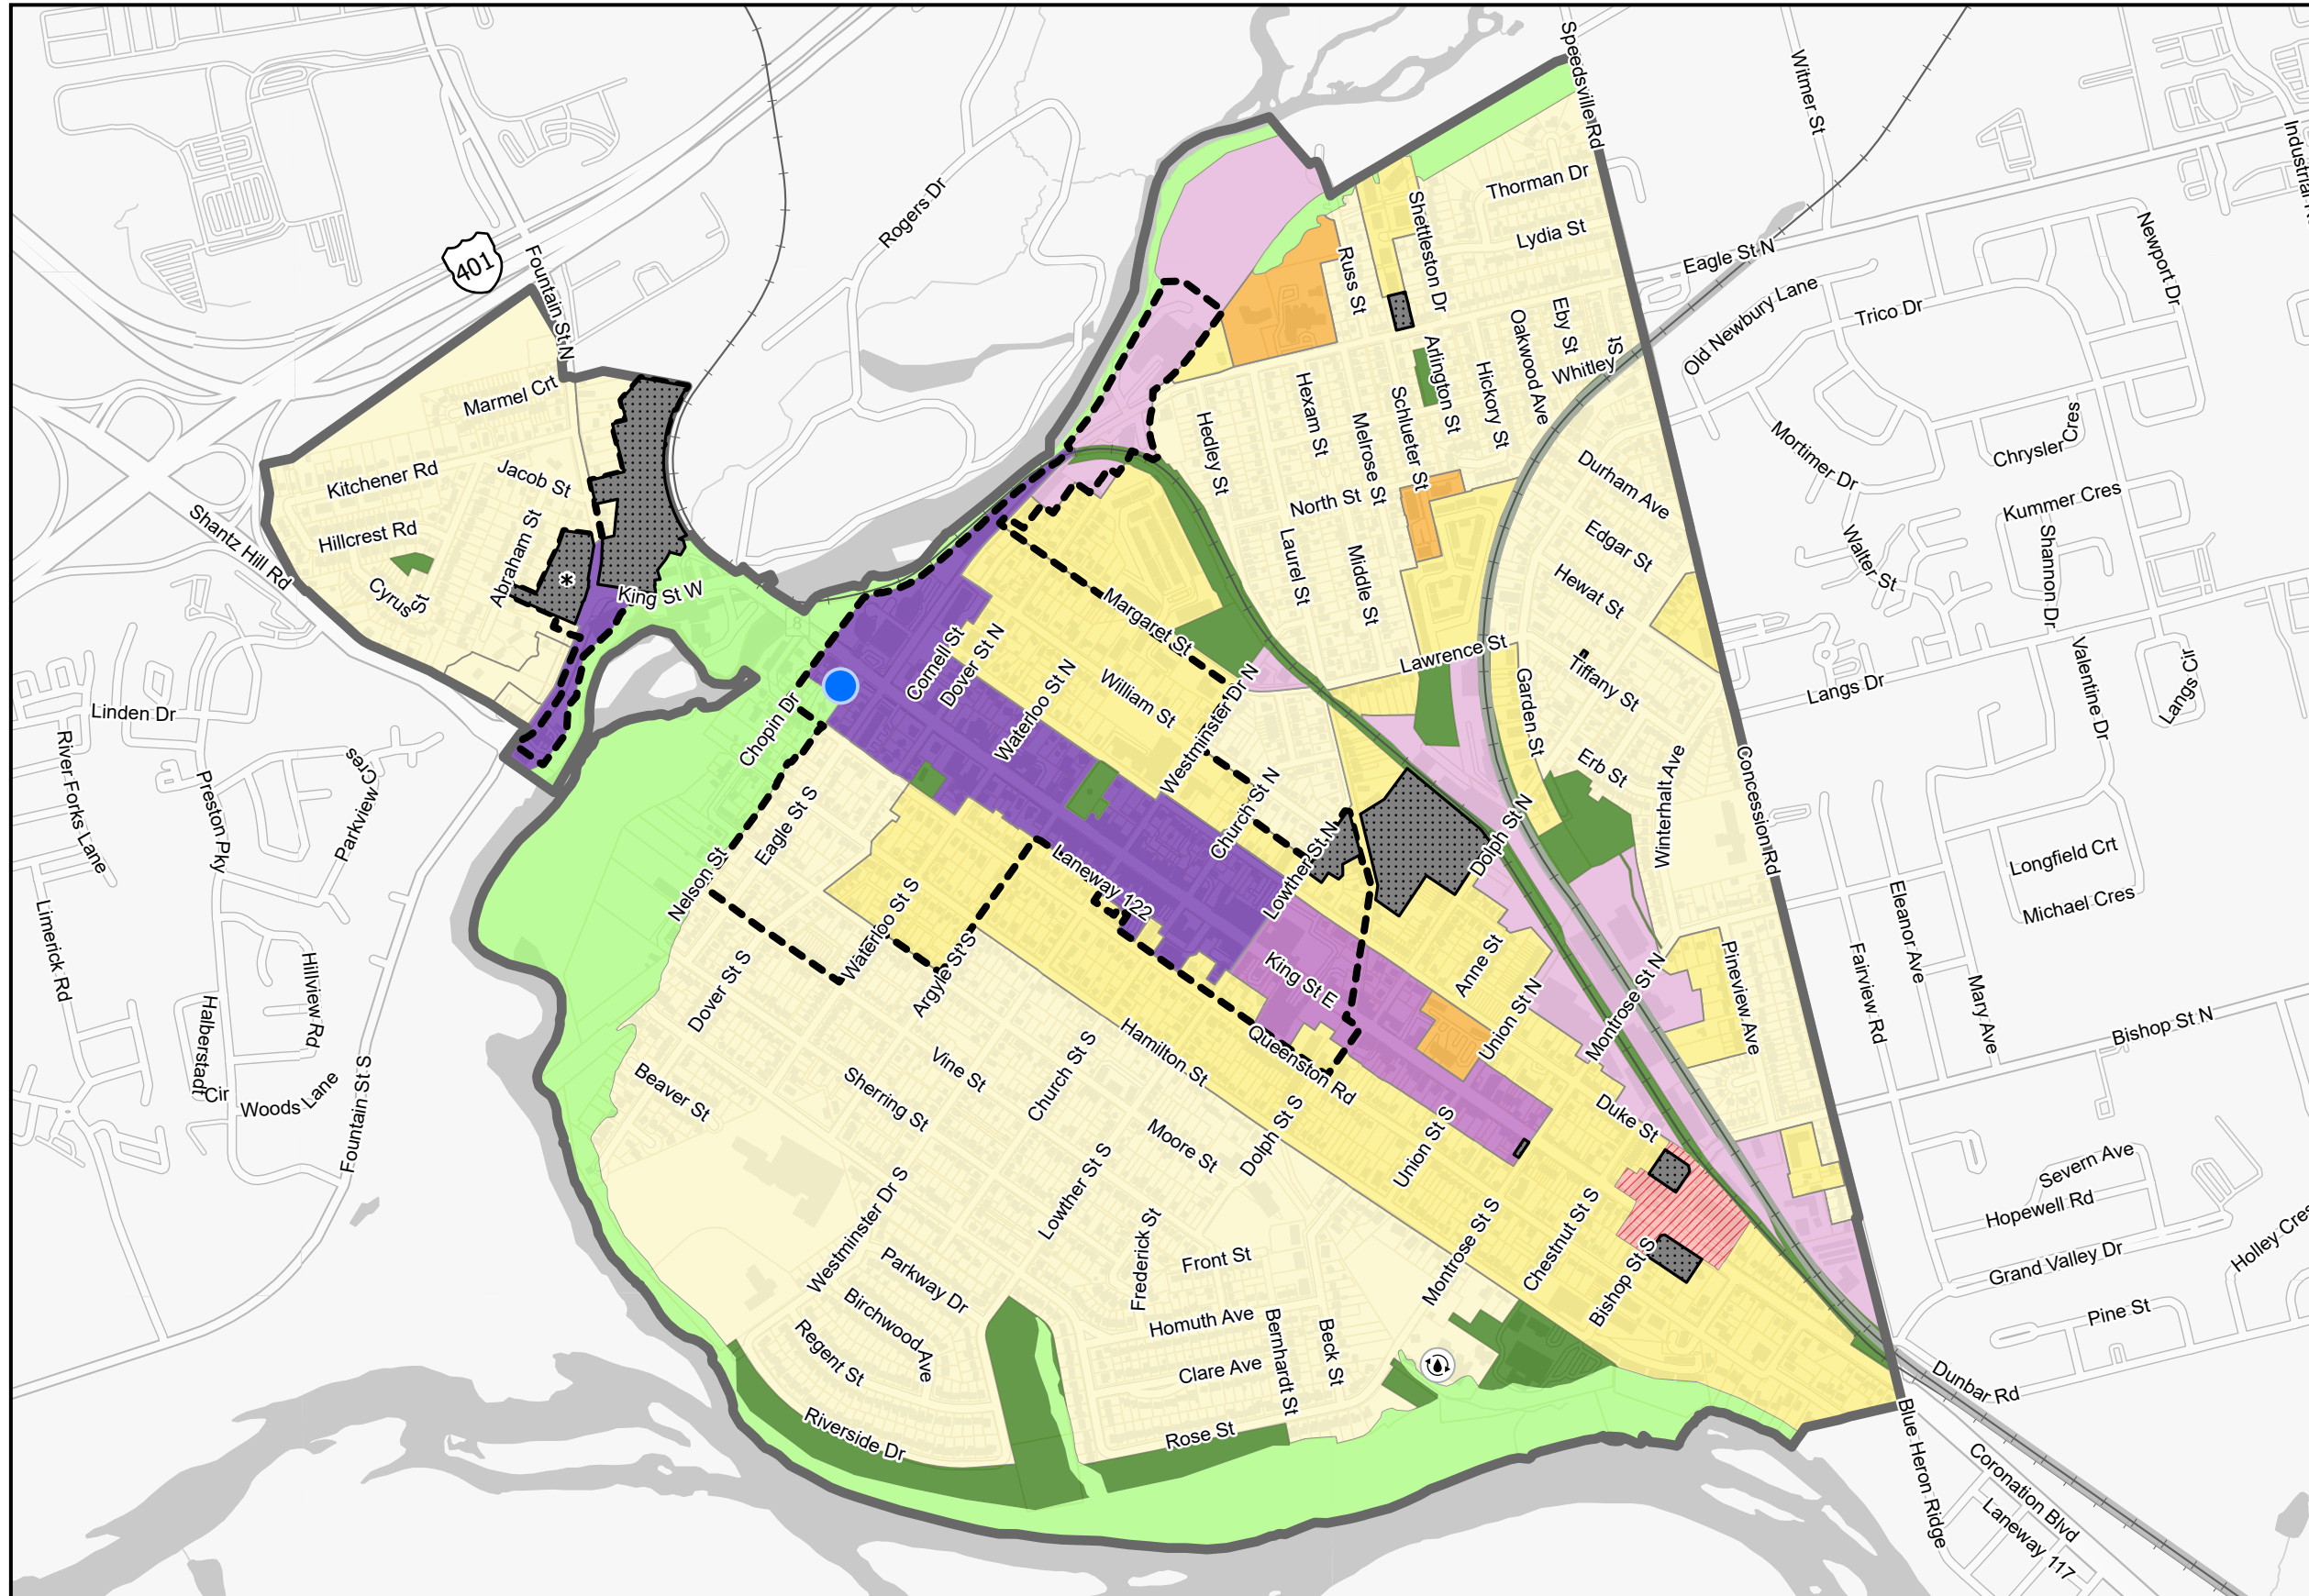 Speedsville Rd
Witmer St
Industrial R
Thorman Dr
Rogers Dr
Shettleston Dr
Lydia St
Eagle St N
Newport Dr
401
Fountain St N
Russ St
Old Newbury Lane
Trico Dr
Eby St
Oakwood Ave
St
Whitley
Arlington St
Hickory St
Marmel Crt
Hexam St
Schlueter St
Melrose St
Hedley St
Chrysler Cres
Mortimer Dr
Kitchener Rd
Jacob St
Durham Ave
Kummer Cres
North St
Shantz Hill Rd
Hillcrest Rd
Abraham St
Laurel St
Middle St
Edgar St
Walter St
Shannon Dr
*
Cyrus St
King St W
Hewat St
8
Margaret St
Cornell St
Dover St N
Lawrence St
Tiffany St
Valentine Dr
Langs Cir
Langs Dr
Waterloo St N
William St
Westminster Dr N
Garden St
Linden Dr
Chopin Dr
River Forks Lane
Preston Pky
Parkview Cres
Erb St
Winterhalt Ave
Concession Rd
Eagle St S
Church St N
Dolph St N
Lowther St N
Longfield Crt
Laneway 122
Nelson St
Waterloo St S
Michael Cres
Eleanor Ave
Limerick Rd
Hillview Rd
Dover St S
Argyle St S
King St E
Anne St
Union St N
Montrose St N
Pineview Ave
Fairview Rd
Mary Ave
Bishop St N
Halberstadt Cir
Woods Lane
Fountain St S
Beaver St
Sherring St
Vine St
Church St S
Hamilton St
Queenston Rd
Duke St
Moore St
Dolph St S
Union St S
Severn Ave
Hopewell Rd
Westminster Dr S
Lowther St S
Frederick St
Front St
Montrose St S
Chestnut St S
Bishop St S
Grand Valley Dr
Holley Cres
Parkway Dr
Birchwood Ave
Regent St
Homuth Ave
Bernhardt St
Beck St
Clare Ave
Pine St
Dunbar Rd
Riverside Dr
Rose St
Blue Heron Ridge
Coronation Blvd
Laneway 117